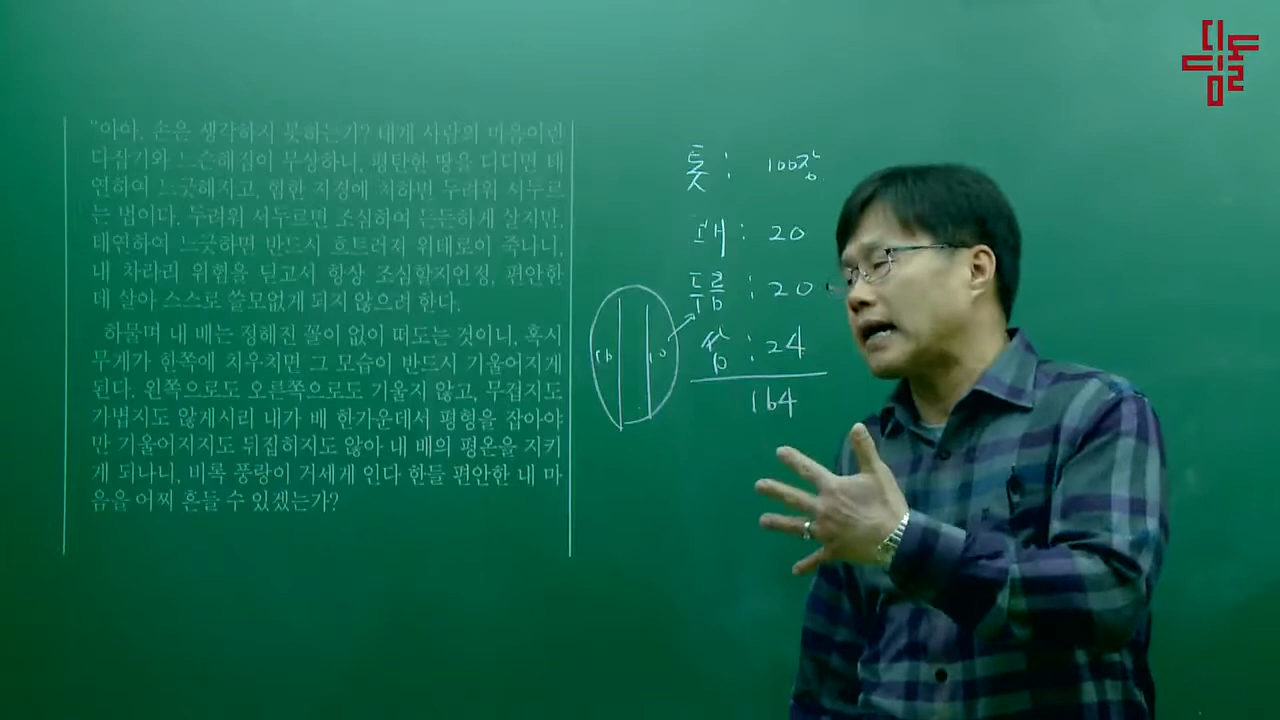 “아아, 손은 생각하지 못하는가? 대개 사람의 마음이란
다잡기와 느슨해짐이 무상하니, 평탄한 땅을 디디면 태
연하여 느긋해지고, 험한 지경에 처하면 두려워 서두르
는 법이다. 두려워 서두르면 조심하여 든든하게 살지만,
태연하여 느긋하면 반드시 흐트러져 위태로이 죽나니,
내 차라리 위험을 딛고서 항상 조심할지언정, 편안한
데 살아 스스로 쓸모없게 되지 않으려 한다.
하물며 내 배는 정해진 꼴이 없이 떠도는 것이니, 혹시
무게가 한쪽에 치우치면 그 모습이 반드시 기울어지게
된다. 왼쪽으로도 오른쪽으로도 기울지 않고, 무겁지도
가볍지도 않게시리 내가 배 한가운데서 평형을 잡아야
만 기울어지지도 뒤집히지도 않아 내 배의 평온을 지키
게 되나니, 비록 풍랑이 거세게 인다 한들 편안한 내 마
음을 어찌 흔들 수 있겠는가?
톳 : 100장
쾌 : 20
두름 : 20
쌈 : 24
164
10
디딤돌